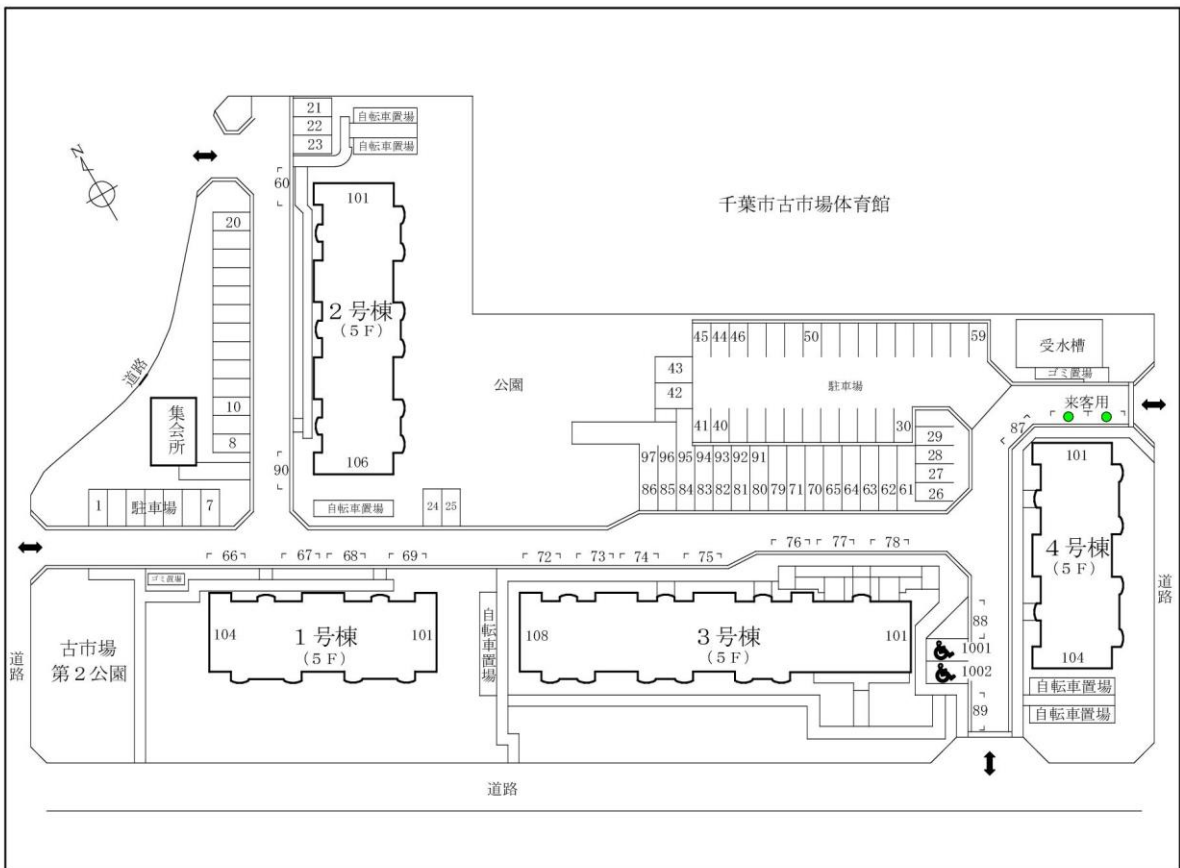 N
21
22
23
自転車置場
自転車置場
60
101
２号棟
（５Ｆ）
106
90
自転車置場
24 25
20
10
8
道路
集会所
1 駐車場 7
千葉市古市場体育館
公園
45 44 46 50 59
43
42
駐車場
41 40 30
29
28
27
26
97 96 95 94 93 92 91
86 85 84 83 82 81 80 79 71 70 65 64 63 62 61
受水槽
ゴミ置場
来客用
87
101
４号棟
（５Ｆ）
104
自転車置場
自転車置場
道路
66 67 68 69 72 73 74 75 76 77 78
ゴミ置場
104 １号棟 101
（５Ｆ）
自転車置場
108 ３号棟 101
（５Ｆ）
88
1001
1002
89
古市場
第２公園
道路
道路